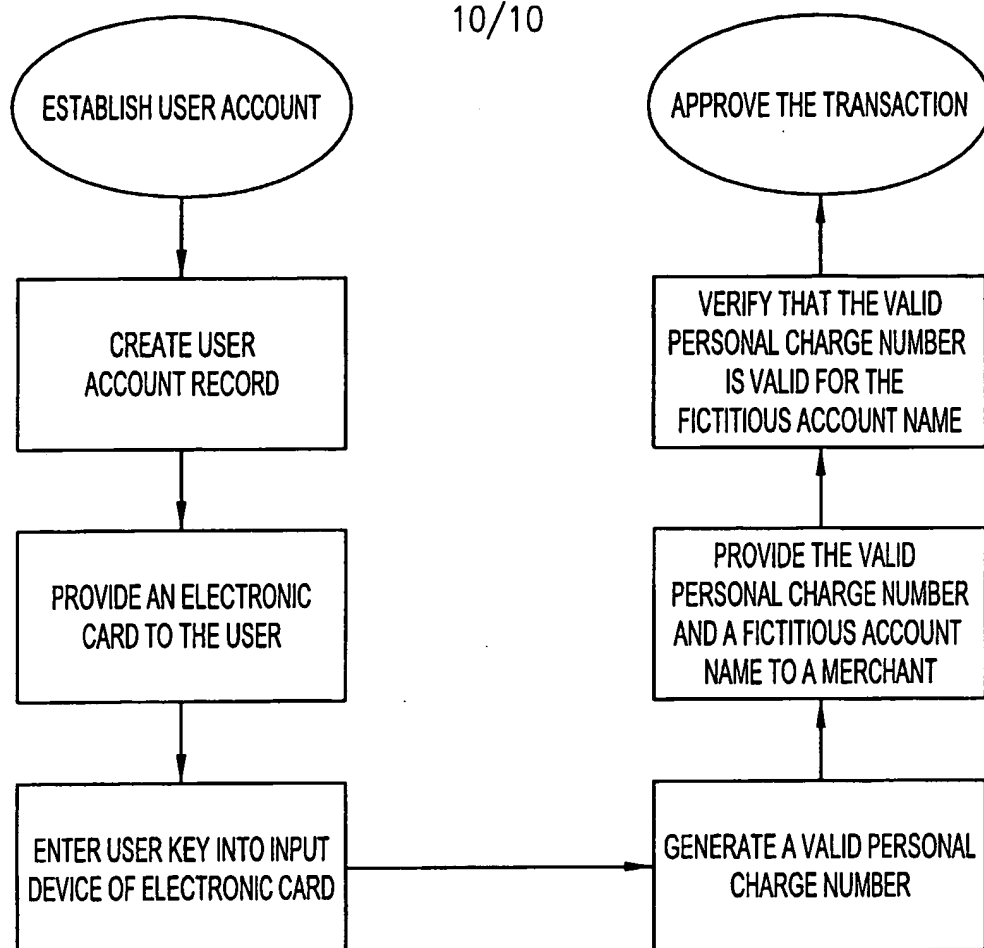 10/10
ESTABLISH USER ACCOUNT
CREATE USER
ACCOUNT RECORD
PROVIDE AN ELECTRONIC
CARD TO THE USER
ENTER USER KEY INTO INPUT
DEVICE OF ELECTRONIC CARD
GENERATE A VALID PERSONAL
CHARGE NUMBER
PROVIDE THE VALID
PERSONAL CHARGE NUMBER
AND A FICTITIOUS ACCOUNT
NAME TO A MERCHANT
VERIFY THAT THE VALID
PERSONAL CHARGE NUMBER
IS VALID FOR THE
FICTITIOUS ACCOUNT NAME
APPROVE THE TRANSACTION